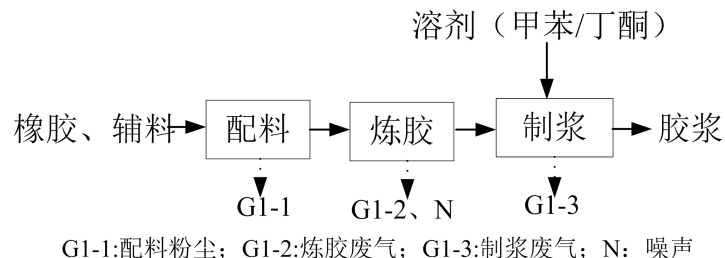 溶剂（甲苯/丁酮）
橡胶、辅料
配料
炼胶
制浆
胶浆
G1-1
G1-2、N
G1-3
G1-1:配料粉尘；G1-2:炼胶废气；G1-3:制浆废气；N：噪声